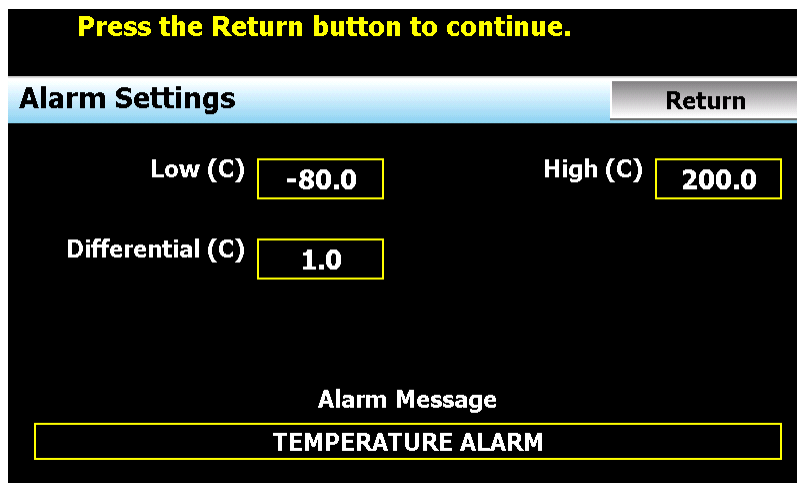 Press the Return button to continue.
Alarm Settings Return
Low (C) -80.0 High (C) 200.0
Differential (C) 1.0
Alarm Message
TEMPERATURE ALARM